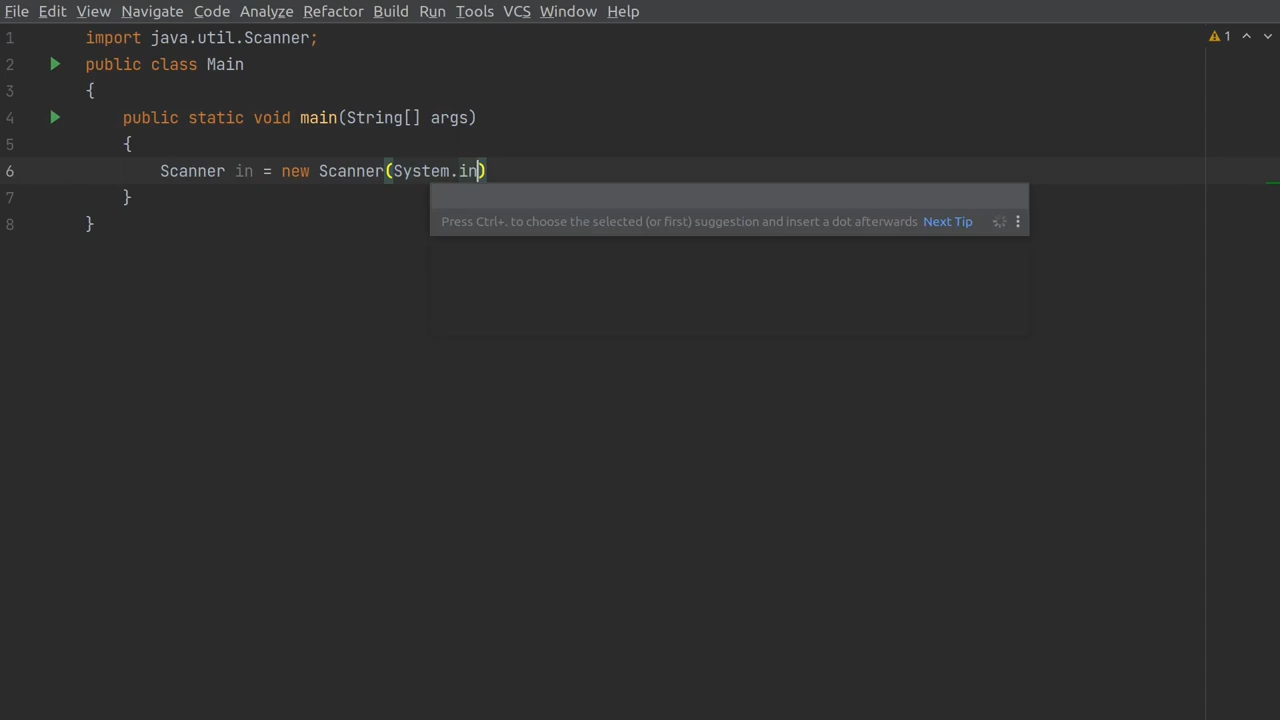 File Edit View Navigate Code Analyze Refactor Build Run Tools VCS Window Help
1 import java.util.Scanner;
1
2 public class Main
3 {
4 public static void main(String[] args)
5 {
6 Scanner in = new Scanner(System.in)
7 }
Press Ctrl+. to choose the selected (or first) suggestion and insert a dot afterwards Next Tip
8 }